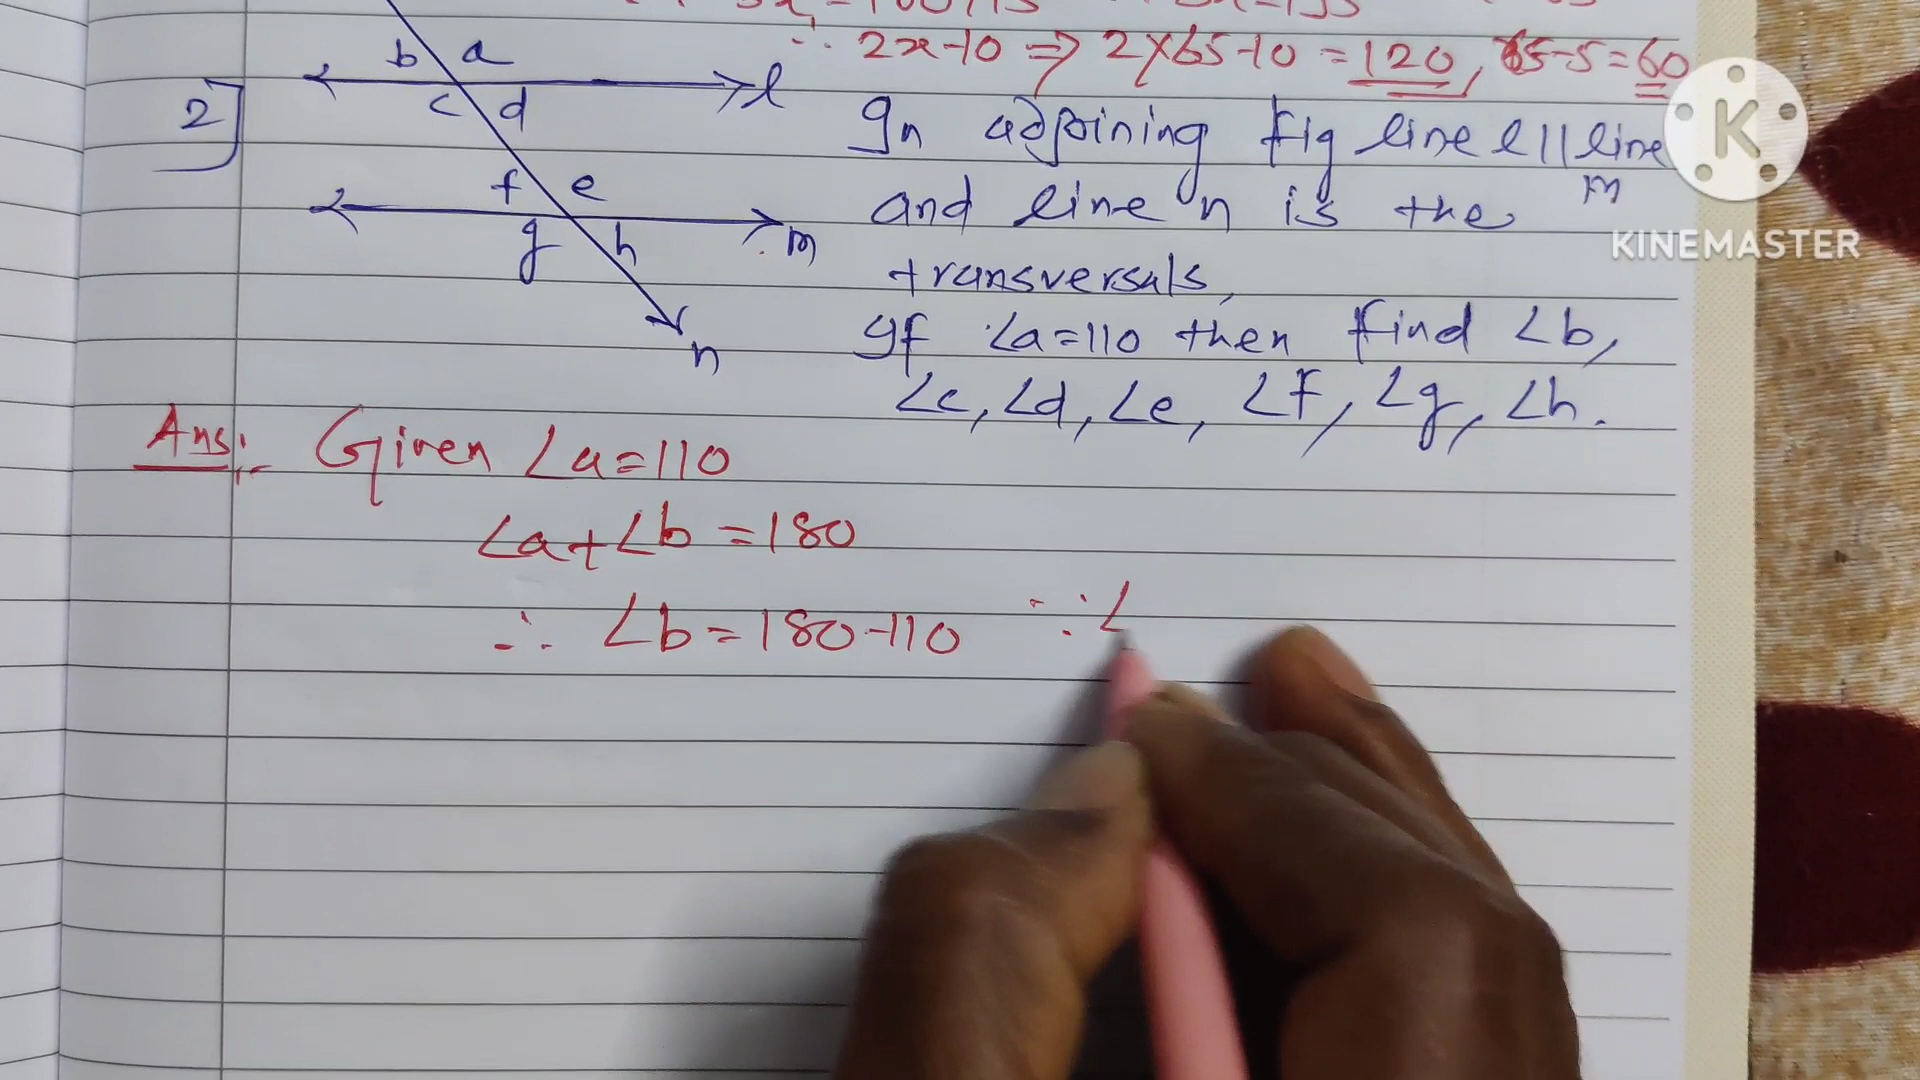 ∴ 2x-10 ⇒ 2×65-10 = 120, 65-5=60
b a
l
2]
c d
In adjoining fig line l || line m
f e
and line n is the
g h m
transversals,
n
If ∠a=110 then find ∠b,
∠c, ∠d, ∠e, ∠f, ∠g, ∠h.
Ans:- Given ∠a=110
∠a+∠b=180
∴ ∠b=180-110 ∵∠
K
KINEMASTER